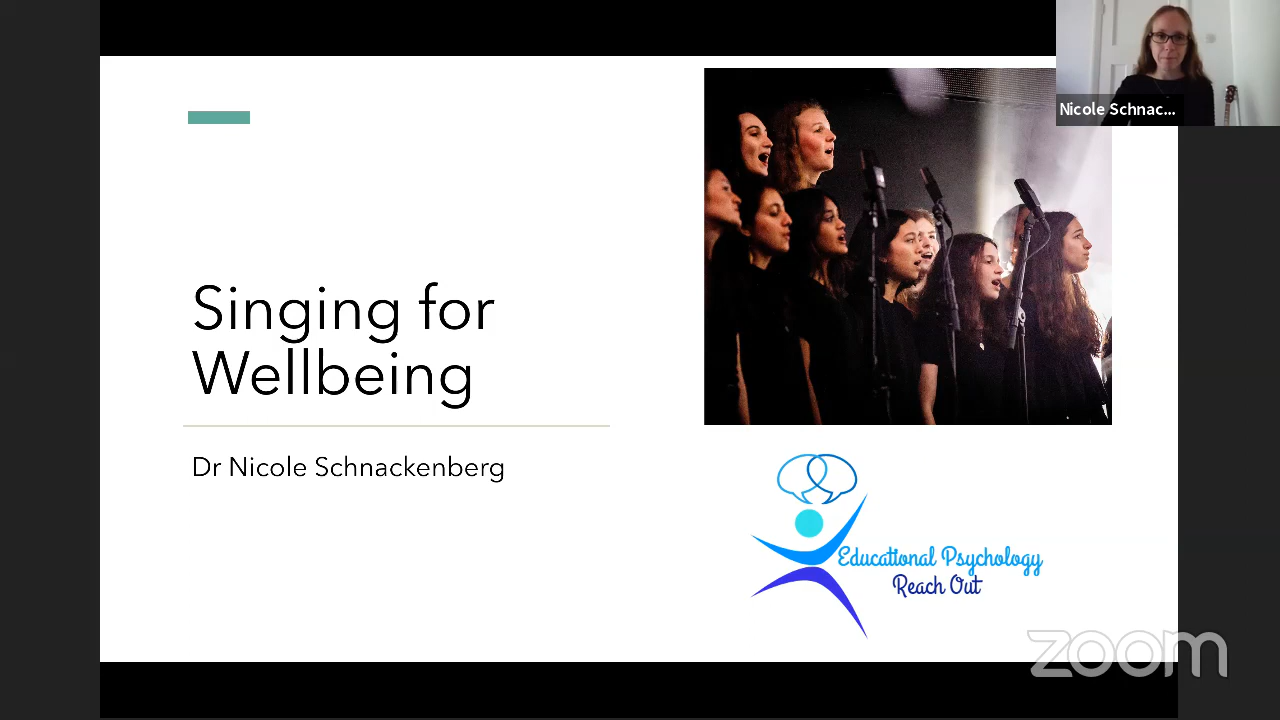 Nicole Schnac...
Singing for
Wellbeing
Dr Nicole Schnackenberg
Educational Psychology
Reach Out
zoom